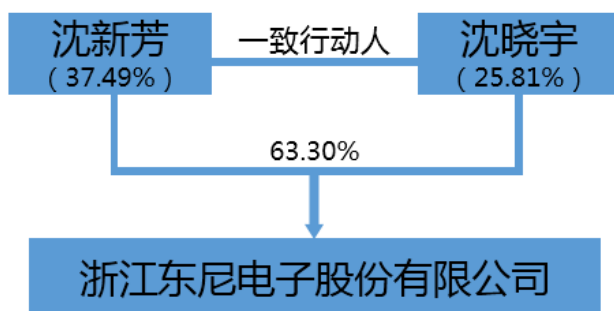 沈新芳
（37.49%）
一致行动人
沈晓宇
（25.81%）
63.30%
浙江东尼电子股份有限公司